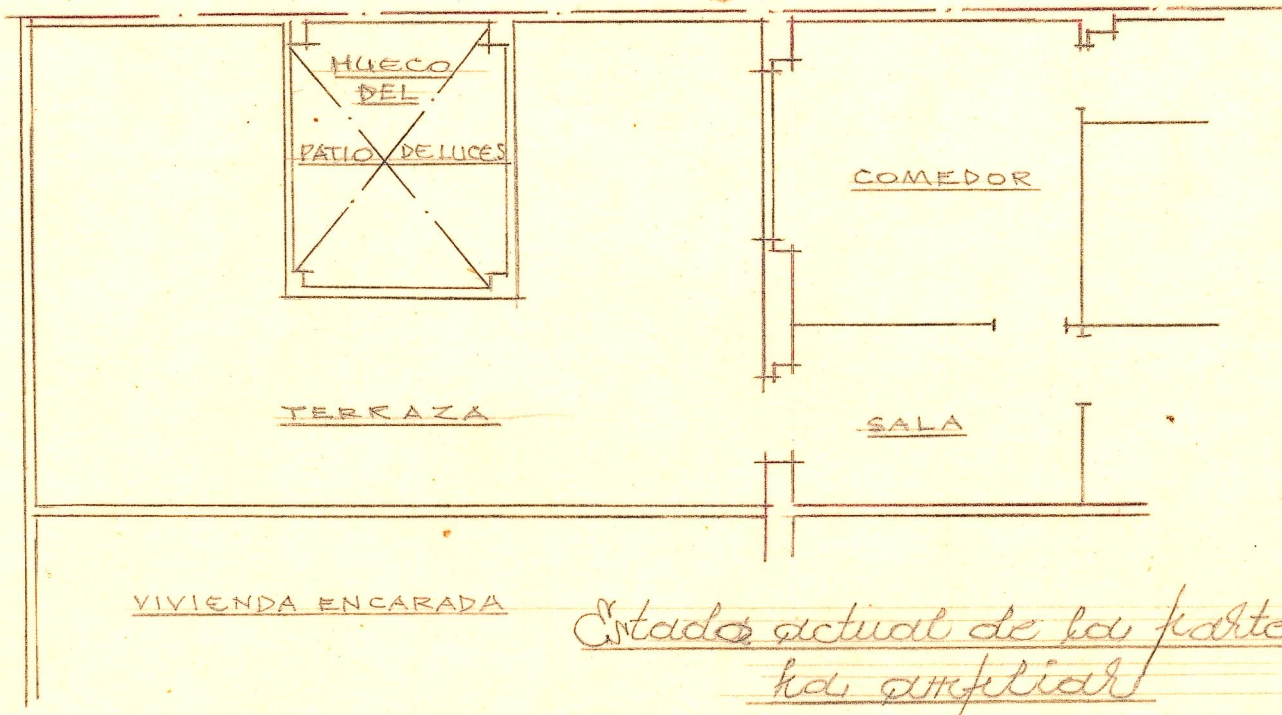 HUECO
DEL
PATIO DE LUCES
COMEDOR
TERRAZA
SALA
VIVIENDA ENCARADA
Estado actual de la parte
ha ampliar